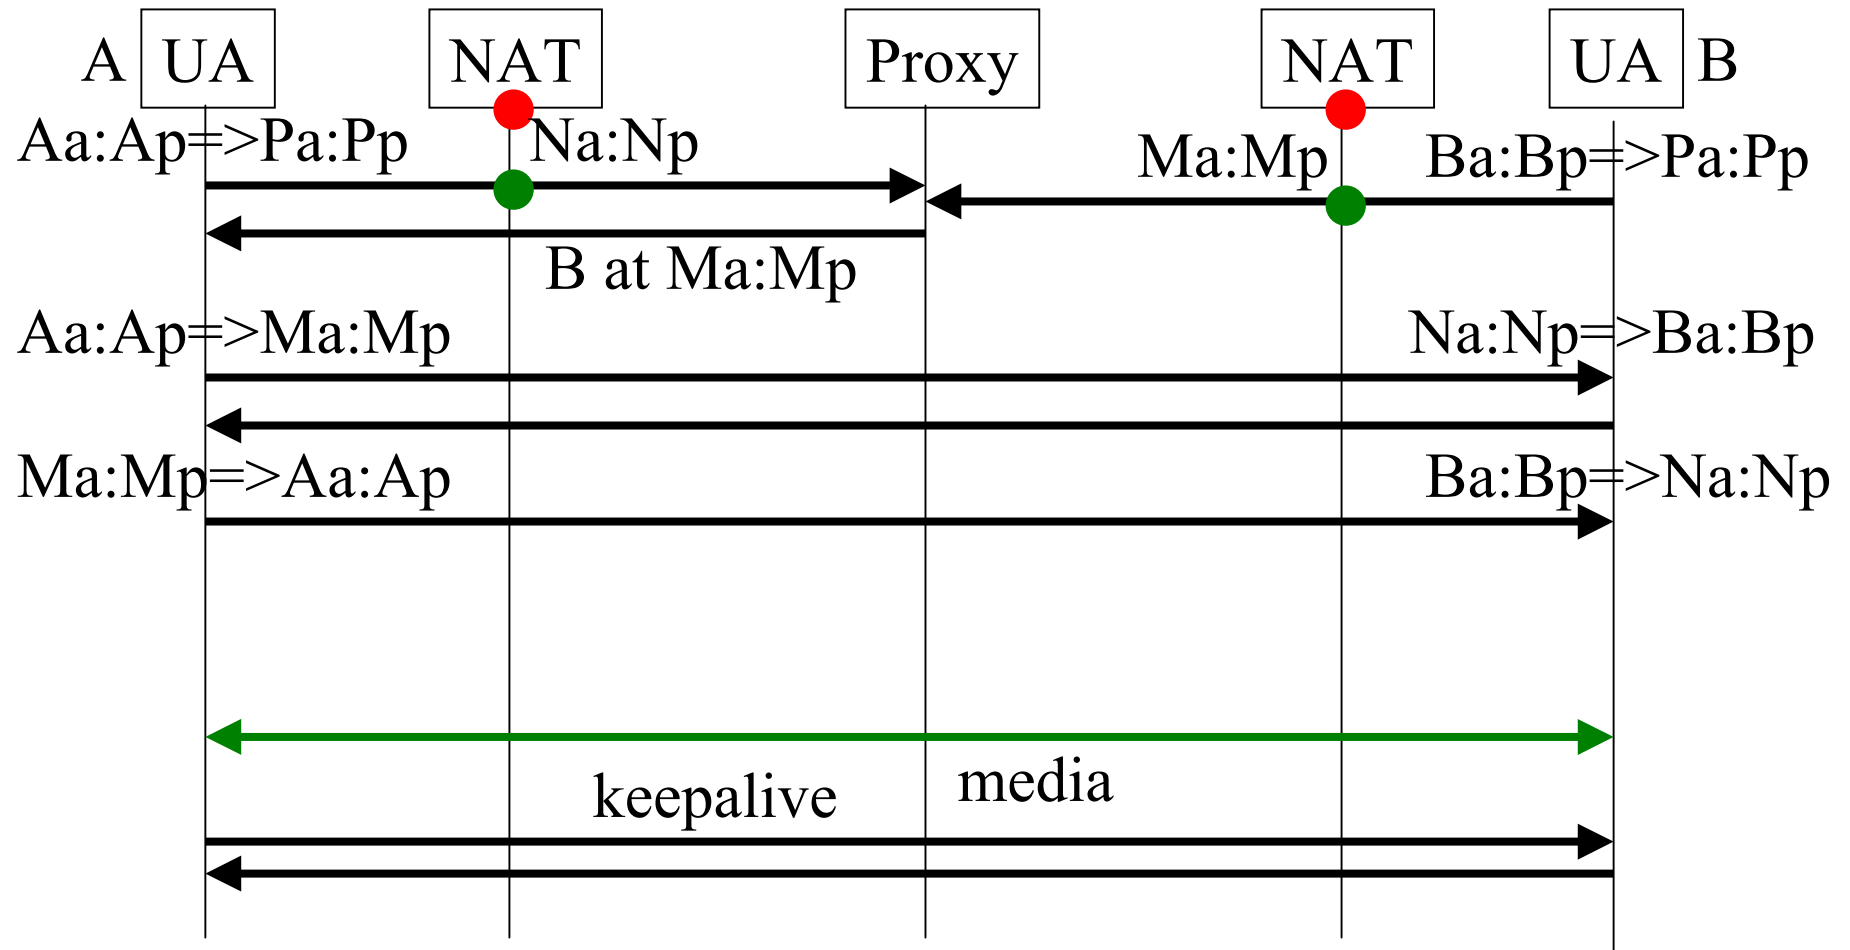 A UA NAT Proxy NAT UA B
Aa:Ap=>Pa:Pp Na:Np Ma:Mp Ba:Bp=>Pa:Pp
B at Ma:Mp
Aa:Ap=>Ma:Mp Na:Np=>Ba:Bp
Ma:Mp=>Aa:Ap Ba:Bp=>Na:Np
keepalive media